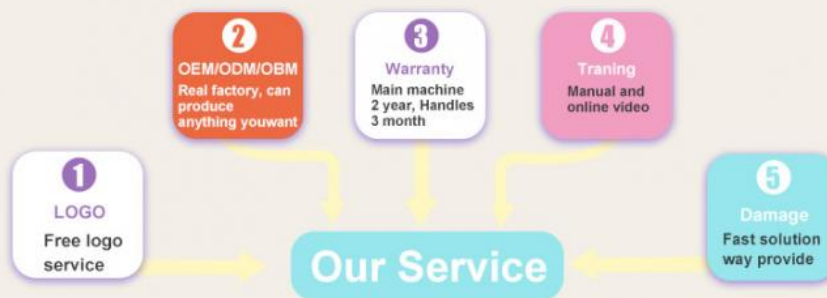 1
LOGO
Free logo
service
2
OEM/ODM/OBM
Real factory, can
produce
anything youwant
3
Warranty
Main machine
2 year, Handles
3 month
4
Traning
Manual and
online video
5
Damage
Fast solution
way provide
Our Service